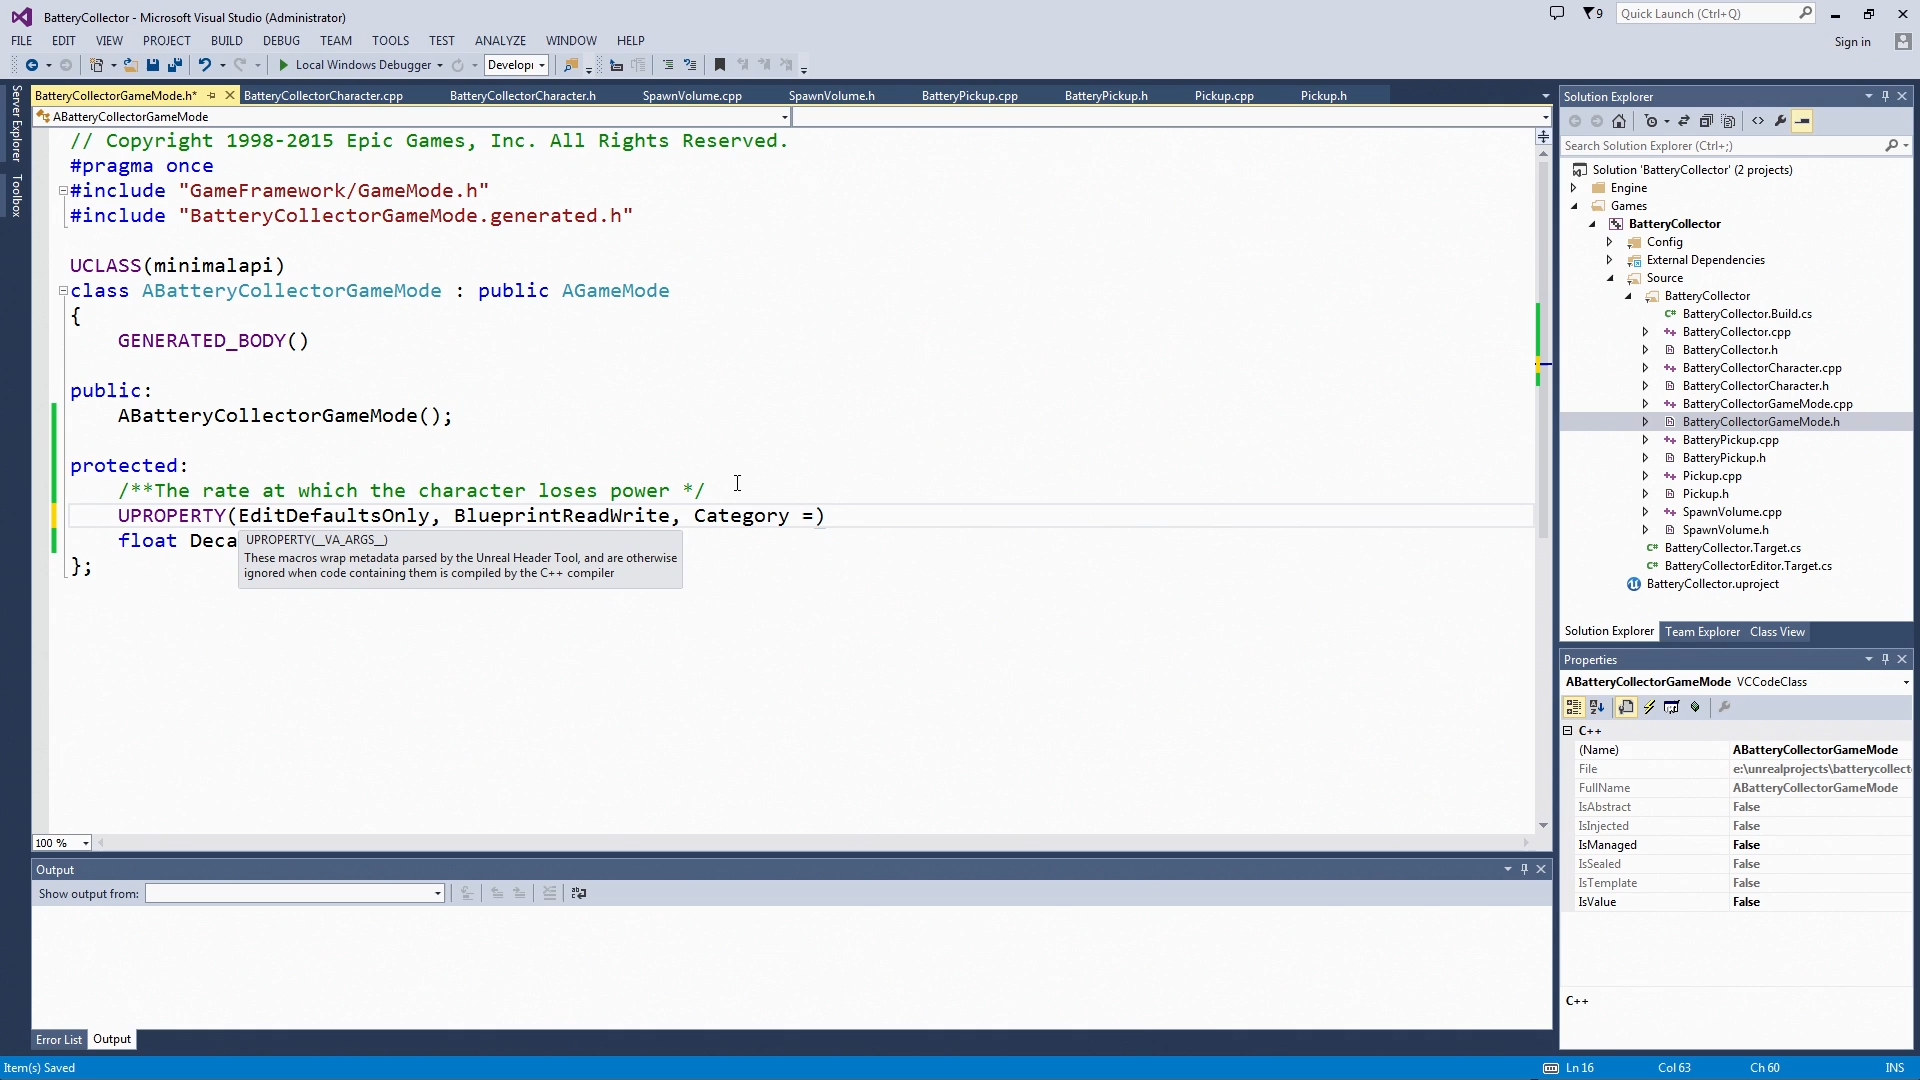 BatteryCollector - Microsoft Visual Studio (Administrator)
9
Quick Launch (Ctrl+Q)
FILE EDIT VIEW PROJECT BUILD DEBUG TEAM TOOLS TEST ANALYZE WINDOW HELP
Sign in
Local Windows Debugger
Develop
Server Explorer
Toolbox
BatteryCollectorGameMode.h* BatteryCollectorCharacter.cpp BatteryCollectorCharacter.h SpawnVolume.cpp SpawnVolume.h BatteryPickup.cpp BatteryPickup.h Pickup.cpp Pickup.h
ABatteryCollectorGameMode
// Copyright 1998-2015 Epic Games, Inc. All Rights Reserved.
#pragma once
#include "GameFramework/GameMode.h"
#include "BatteryCollectorGameMode.generated.h"
UCLASS(minimalapi)
class ABatteryCollectorGameMode : public AGameMode
{
GENERATED_BODY()
public:
ABatteryCollectorGameMode();
protected:
/**The rate at which the character loses power */
UPROPERTY(EditDefaultsOnly, BlueprintReadWrite, Category =)
float Deca
UPROPERTY(__VA_ARGS__)
These macros wrap metadata parsed by the Unreal Header Tool, and are otherwise
ignored when code containing them is compiled by the C++ compiler
};
100 %
Output
Show output from:
Error List Output
Solution Explorer
Search Solution Explorer (Ctrl+;)
Solution 'BatteryCollector' (2 projects)
Engine
Games
BatteryCollector
Config
External Dependencies
Source
BatteryCollector
BatteryCollector.Build.cs
BatteryCollector.cpp
BatteryCollector.h
BatteryCollectorCharacter.cpp
BatteryCollectorCharacter.h
BatteryCollectorGameMode.cpp
BatteryCollectorGameMode.h
BatteryPickup.cpp
BatteryPickup.h
Pickup.cpp
Pickup.h
SpawnVolume.cpp
SpawnVolume.h
BatteryCollector.Target.cs
BatteryCollectorEditor.Target.cs
BatteryCollector.uproject
Solution Explorer Team Explorer Class View
Properties
ABatteryCollectorGameMode VCCodeClass
C++
(Name) ABatteryCollectorGameMode
File e:\unrealprojects\batterycollect
FullName ABatteryCollectorGameMode
IsAbstract False
IsInjected False
IsManaged False
IsSealed False
IsTemplate False
IsValue False
C++
Item(s) Saved
Ln 16 Col 63 Ch 60 INS